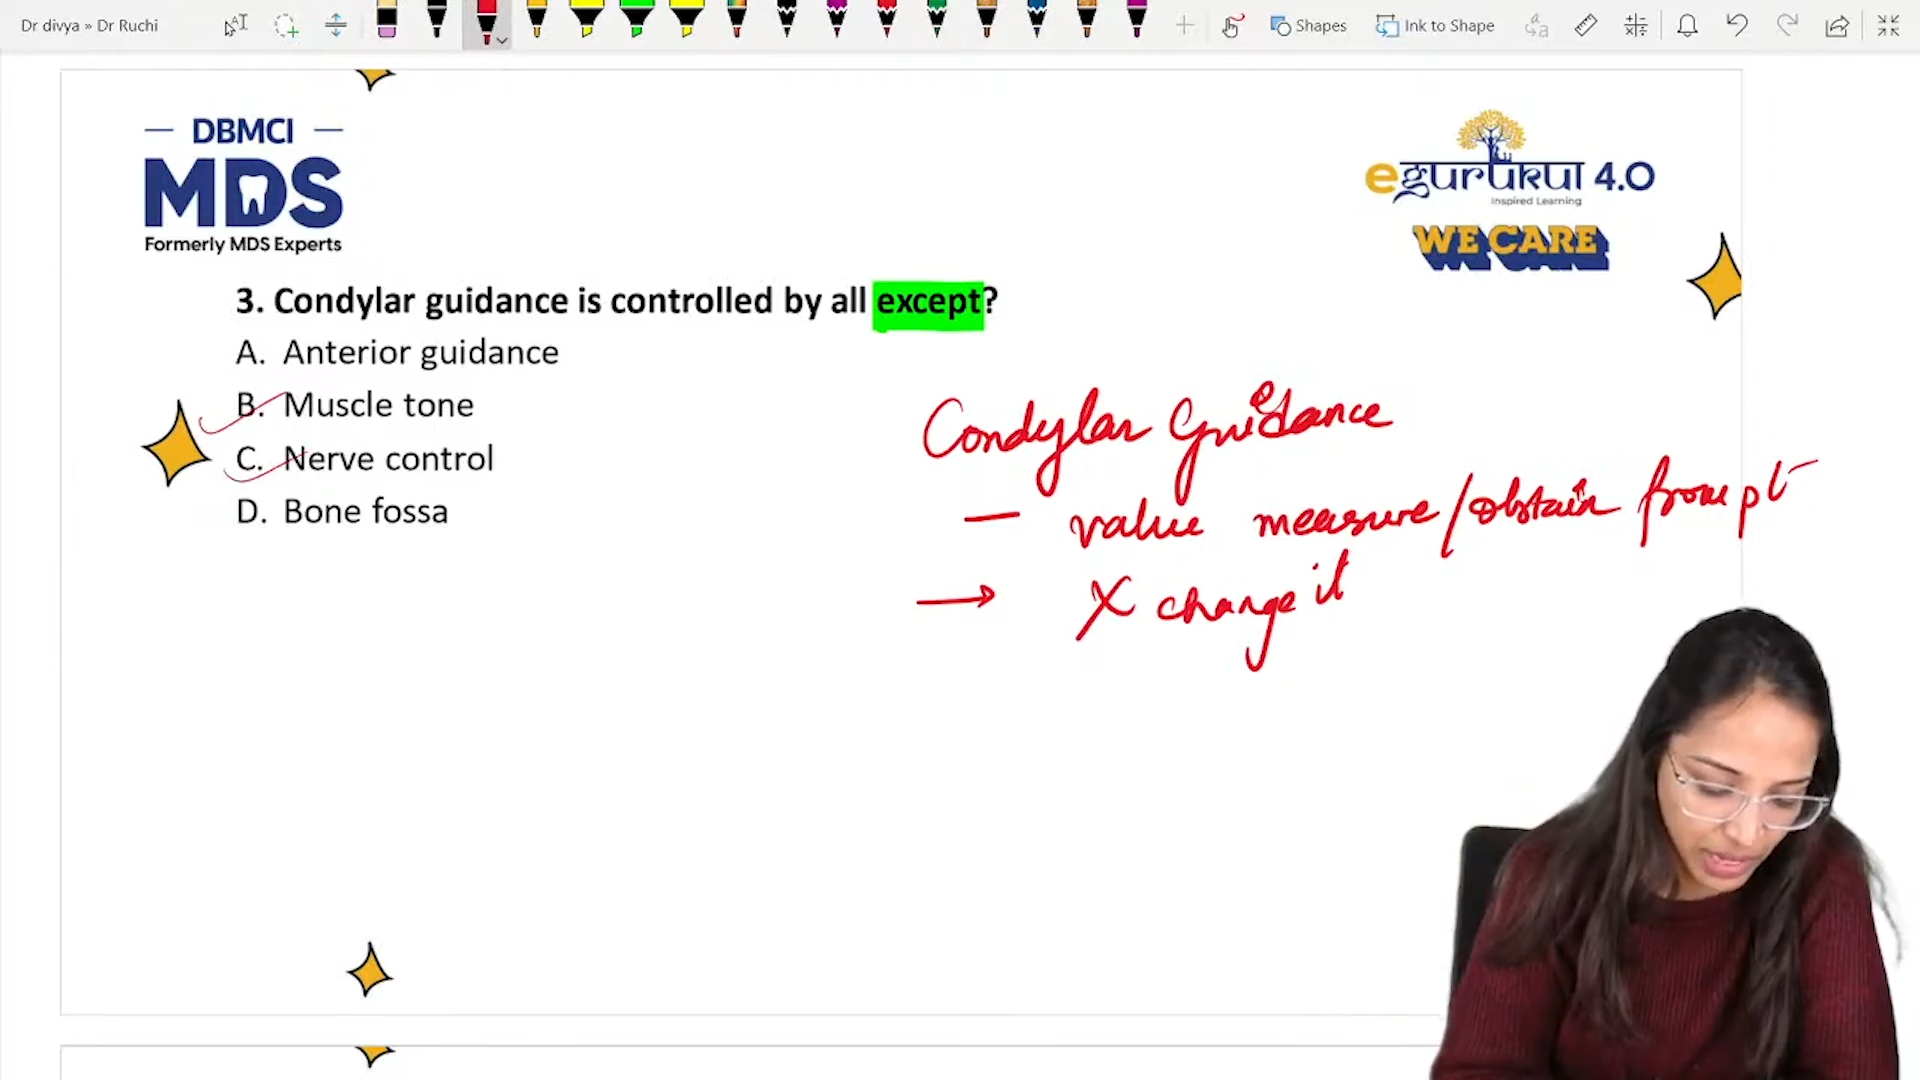 Dr divya » Dr Ruchi
Shapes
Ink to Shape
DBMCI
MDS
Formerly MDS Experts
egurukul 4.0
Inspired Learning
WE CARE
3. Condylar guidance is controlled by all except?
A. Anterior guidance
B. Muscle tone
C. Nerve control
D. Bone fossa
Condylar Guidance
— value measure/obtain from pt
→ X change it